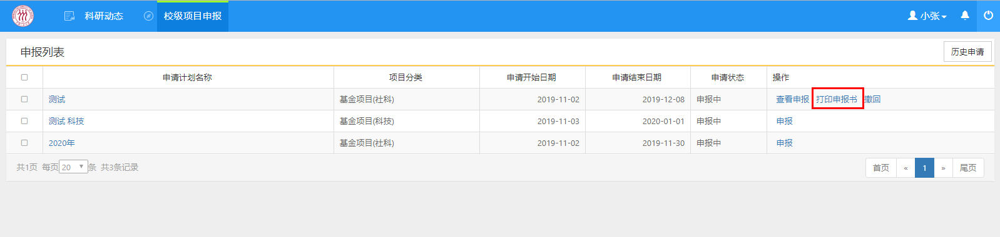 科研动态 校级项目申报 小张
申报列表 历史申请
申请计划名称 项目分类 申请开始日期 申请结束日期 申请状态 操作
测试 基金项目(社科) 2019-11-02 2019-12-08 申报中 查看申报 打印申报书 撤回
测试 科技 基金项目(科技) 2019-11-03 2020-01-01 申报中 申报
2020年 基金项目(社科) 2019-11-02 2019-11-30 申报中 申报
共1页 每页 20 条 共3条记录 首页 « 1 » 尾页